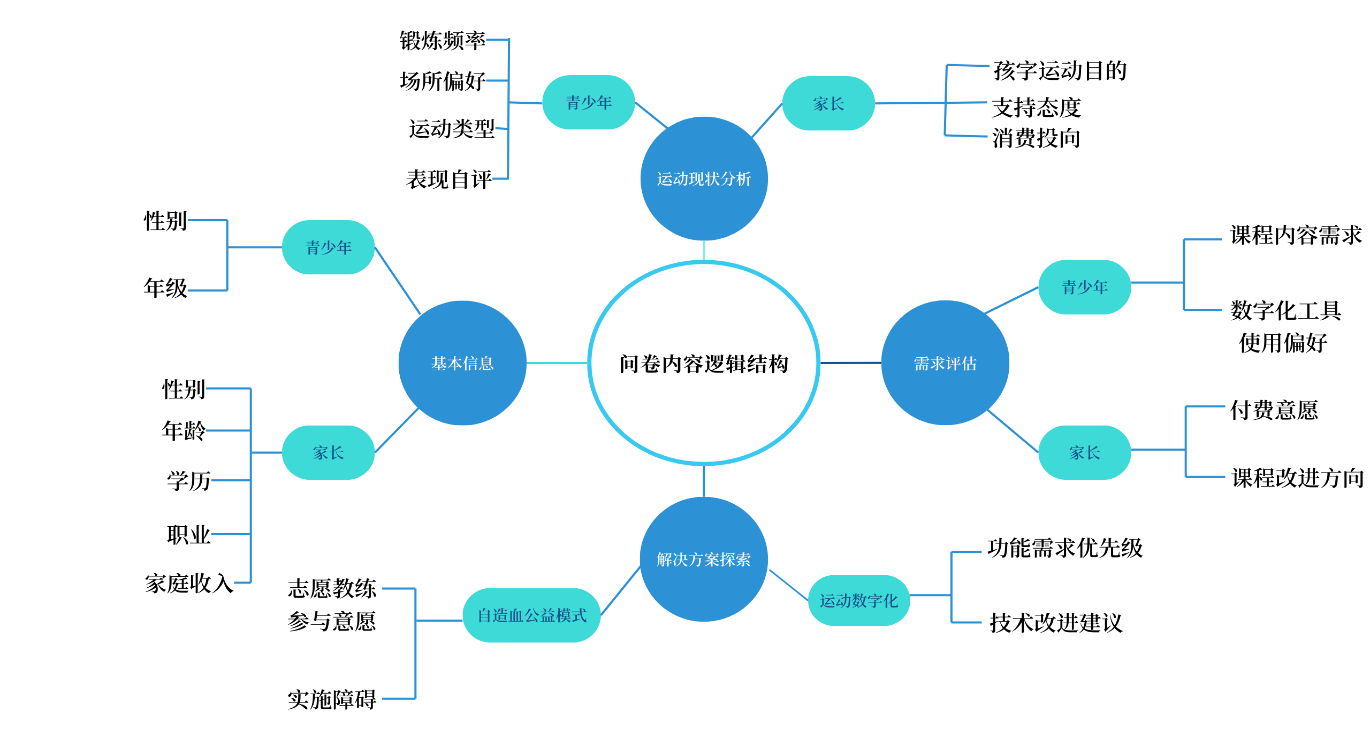 问卷内容逻辑结构
运动现状分析
青少年
锻炼频率
场所偏好
运动类型
表现自评
家长
孩字运动目的
支持态度
消费投向
基本信息
青少年
性别
年级
家长
性别
年龄
学历
职业
家庭收入
需求评估
青少年
课程内容需求
数字化工具
使用偏好
家长
付费意愿
课程改进方向
解决方案探索
自造血公益模式
志愿教练
参与意愿
实施障碍
运动数字化
功能需求优先级
技术改进建议